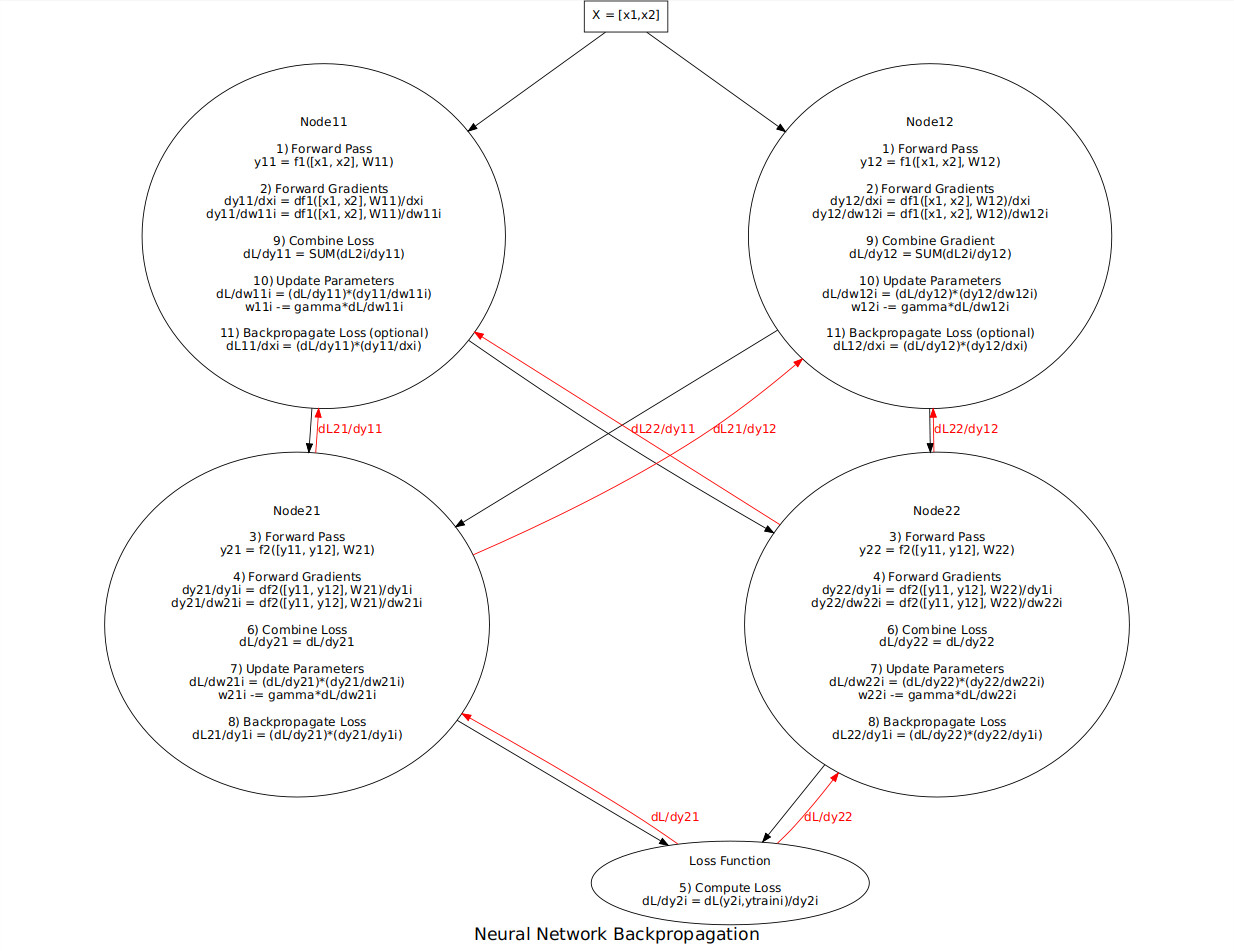 X = [x1,x2]
Node11
1) Forward Pass
y11 = f1([x1, x2], W11)
2) Forward Gradients
dy11/dxi = df1([x1, x2], W11)/dxi
dy11/dw11i = df1([x1, x2], W11)/dw11i
9) Combine Loss
dL/dy11 = SUM(dL2i/dy11)
10) Update Parameters
dL/dw11i = (dL/dy11)*(dy11/dw11i)
w11i -= gamma*dL/dw11i
11) Backpropagate Loss (optional)
dL11/dxi = (dL/dy11)*(dy11/dxi)
Node12
1) Forward Pass
y12 = f1([x1, x2], W12)
2) Forward Gradients
dy12/dxi = df1([x1, x2], W12)/dxi
dy12/dw12i = df1([x1, x2], W12)/dw12i
9) Combine Gradient
dL/dy12 = SUM(dL2i/dy12)
10) Update Parameters
dL/dw12i = (dL/dy12)*(dy12/dw12i)
w12i -= gamma*dL/dw12i
11) Backpropagate Loss (optional)
dL12/dxi = (dL/dy12)*(dy12/dxi)
dL21/dy11
dL22/dy11
dL21/dy12
dL22/dy12
Node21
3) Forward Pass
y21 = f2([y11, y12], W21)
4) Forward Gradients
dy21/dy1i = df2([y11, y12], W21)/dy1i
dy21/dw21i = df2([y11, y12], W21)/dw21i
6) Combine Loss
dL/dy21 = dL/dy21
7) Update Parameters
dL/dw21i = (dL/dy21)*(dy21/dw21i)
w21i -= gamma*dL/dw21i
8) Backpropagate Loss
dL21/dy1i = (dL/dy21)*(dy21/dy1i)
Node22
3) Forward Pass
y22 = f2([y11, y12], W22)
4) Forward Gradients
dy22/dy1i = df2([y11, y12], W22)/dy1i
dy22/dw22i = df2([y11, y12], W22)/dw22i
6) Combine Loss
dL/dy22 = dL/dy22
7) Update Parameters
dL/dw22i = (dL/dy22)*(dy22/dw22i)
w22i -= gamma*dL/dw22i
8) Backpropagate Loss
dL22/dy1i = (dL/dy22)*(dy22/dy1i)
dL/dy21
dL/dy22
Loss Function
5) Compute Loss
dL/dy2i = dL(y2i,ytraini)/dy2i
Neural Network Backpropagation